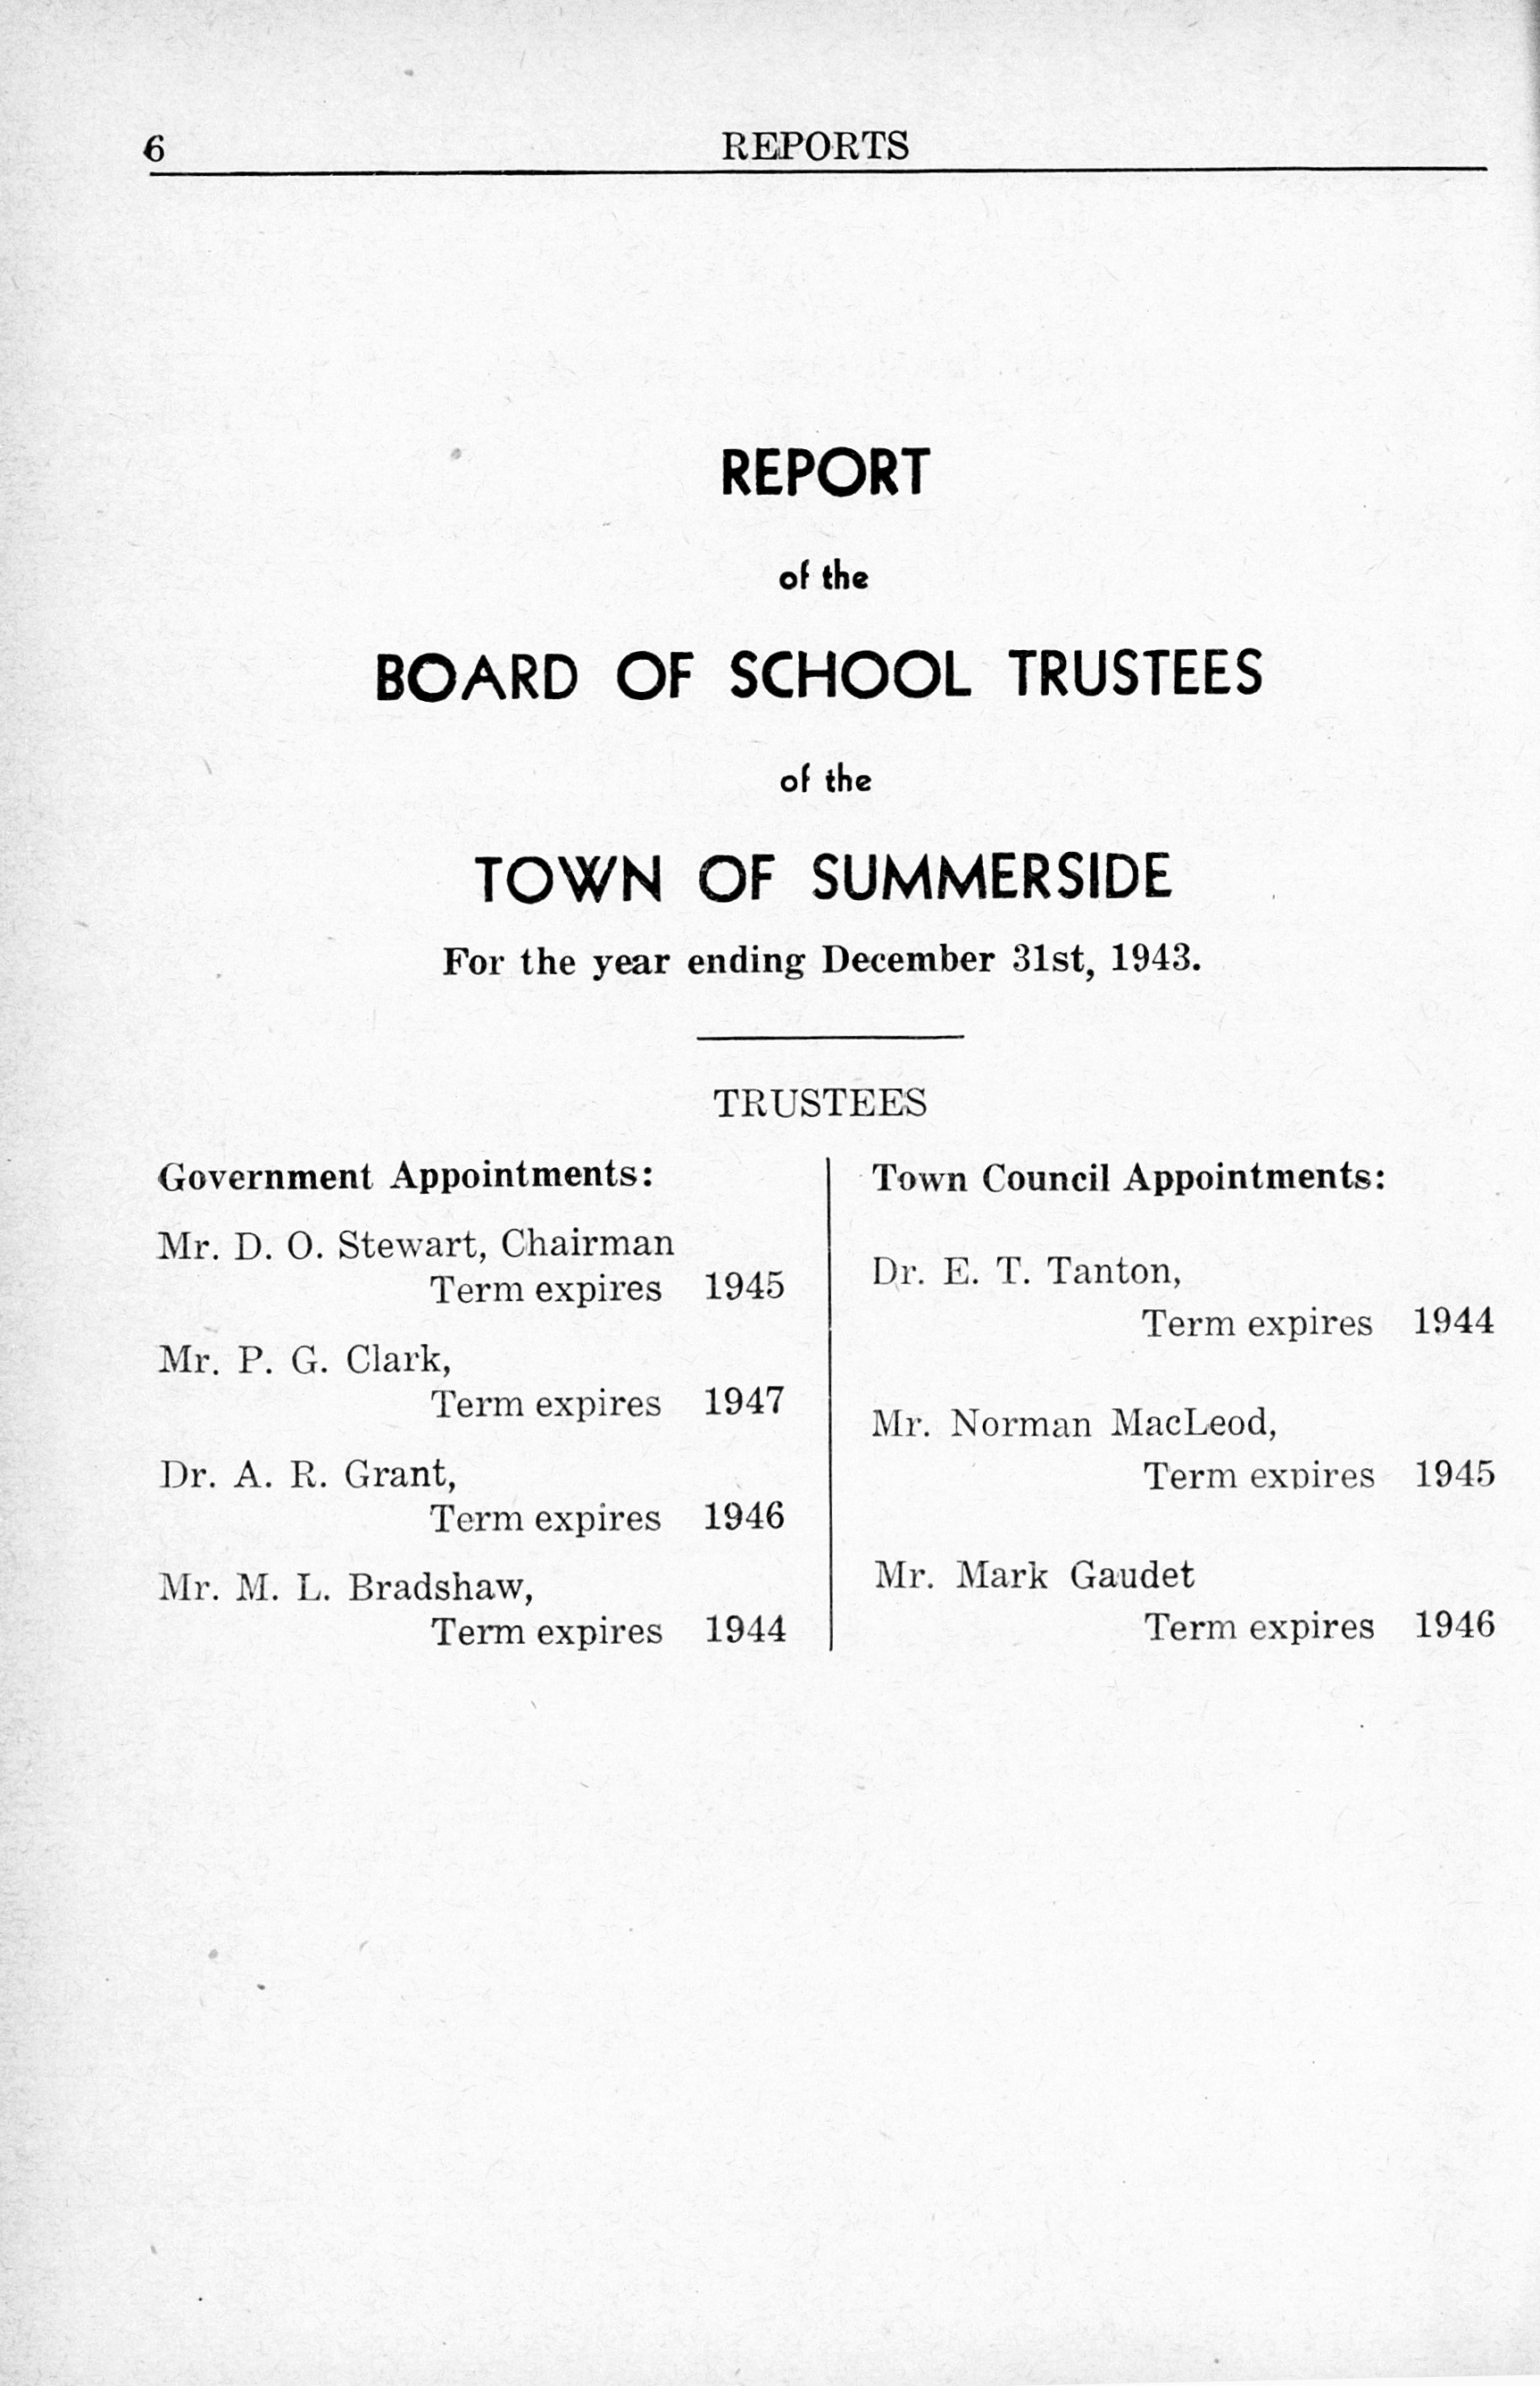 6 REPORTS
REPORT
of the
BOARD OF SCHOOL TRUSTEES
of the
TOWN OF SUMMERSIDE
For the year ending December 31st, 1943.
TRUSTEES
Government Appointments:
Mr. D. O. Stewart, Chairman
Term expires 1945
Mr. P. G. Clark,
Term expires 1947
Dr. A. R. Grant,
Term expires 1946
Mr. M. L. Bradshaw,
Term expires 1944
Town Council Appointments:
Dr. E. T. Tanton,
Term expires 1944
Mr. Norman MacLeod,
Term expires 1945
Mr. Mark Gaudet
Term expires 1946